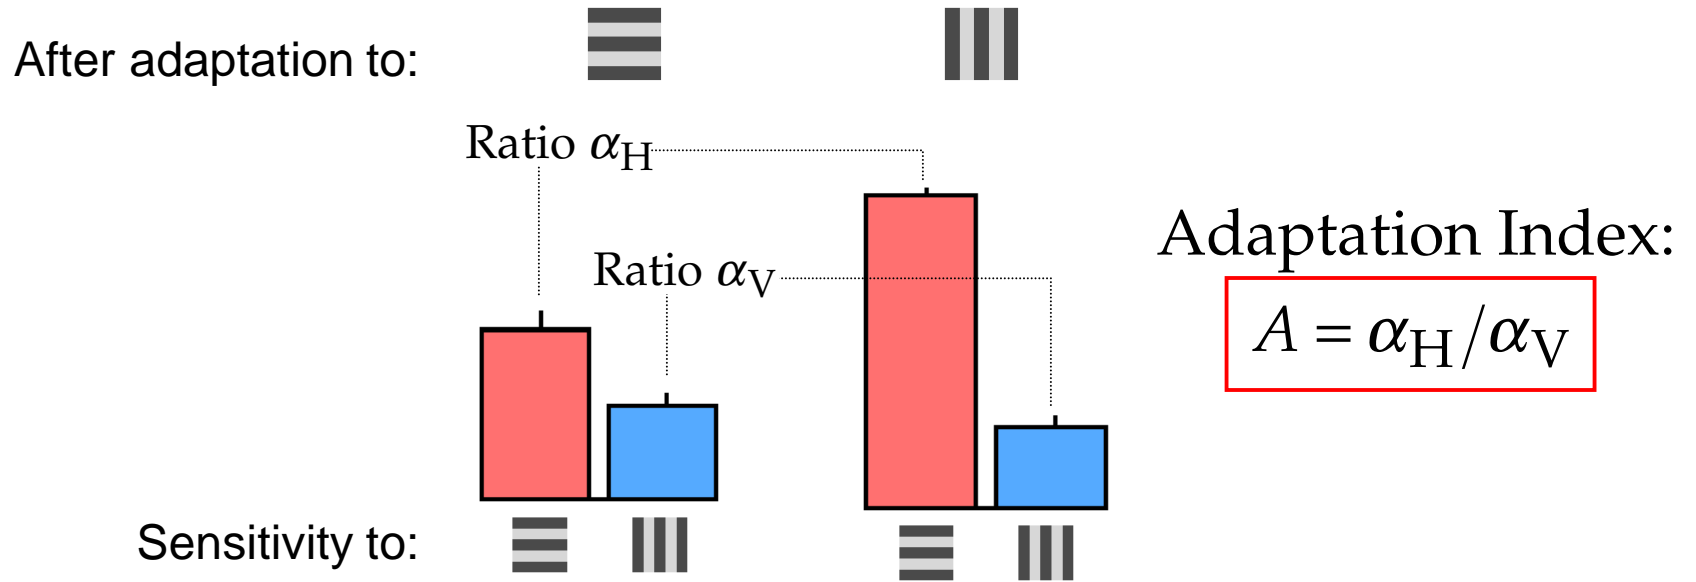 After adaptation to:
Ratio αH
Ratio αV
Adaptation Index:
A = αH/αV
Sensitivity to: